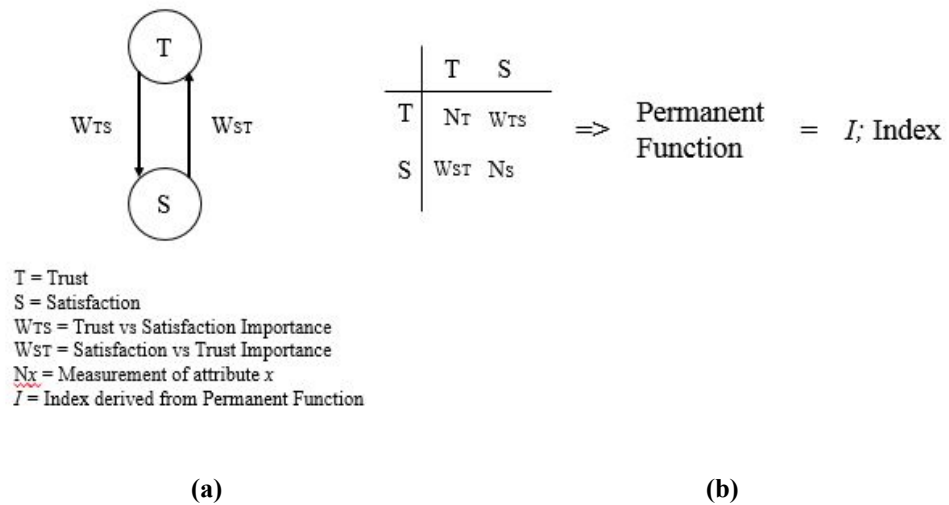 T
WTS WST
S
T S
T NT WTS
S WST NS
=> Permanent Function = I; Index
T = Trust
S = Satisfaction
WTS = Trust vs Satisfaction Importance
WST = Satisfaction vs Trust Importance
Nx = Measurement of attribute x
I = Index derived from Permanent Function
(a) (b)